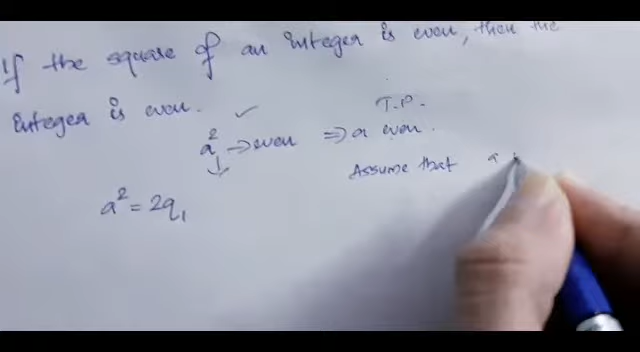 If the square of an integer is even, then the
integer is even. ✓
T.P.
a² → even ⇒ a even.
↓
Assume that a
a² = 2q₁